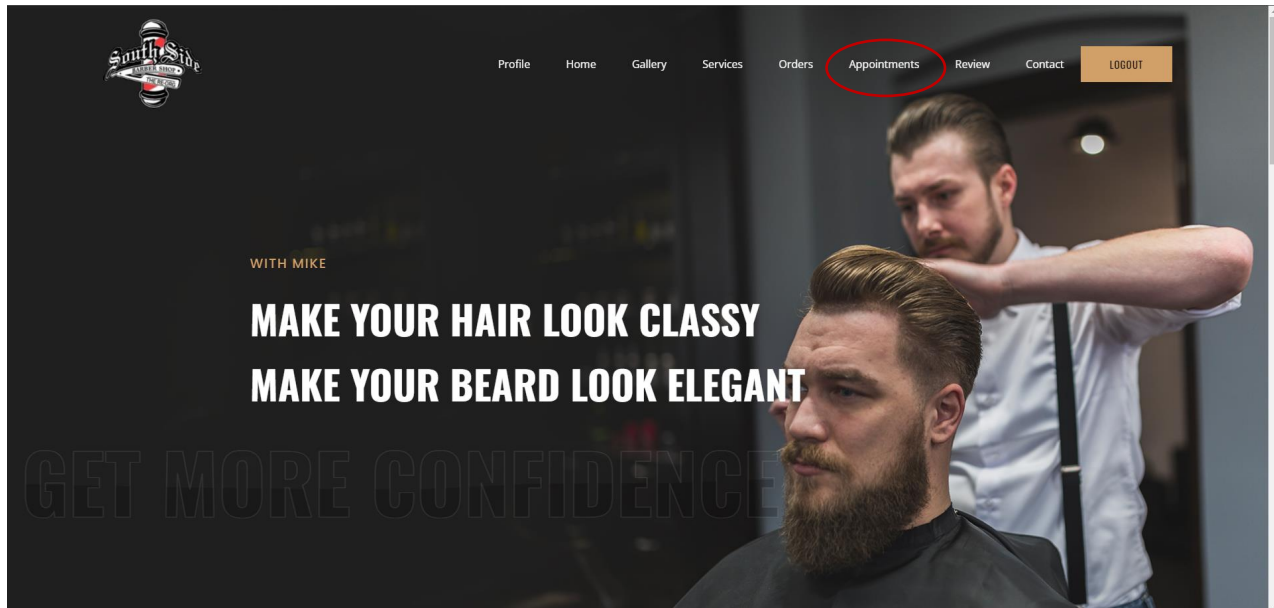 South Side
BARBER SHOP
Profile Home Gallery Services Orders Appointments Review Contact LOGOUT
WITH MIKE
MAKE YOUR HAIR LOOK CLASSY
MAKE YOUR BEARD LOOK ELEGANT
GET MORE CONFIDENCE